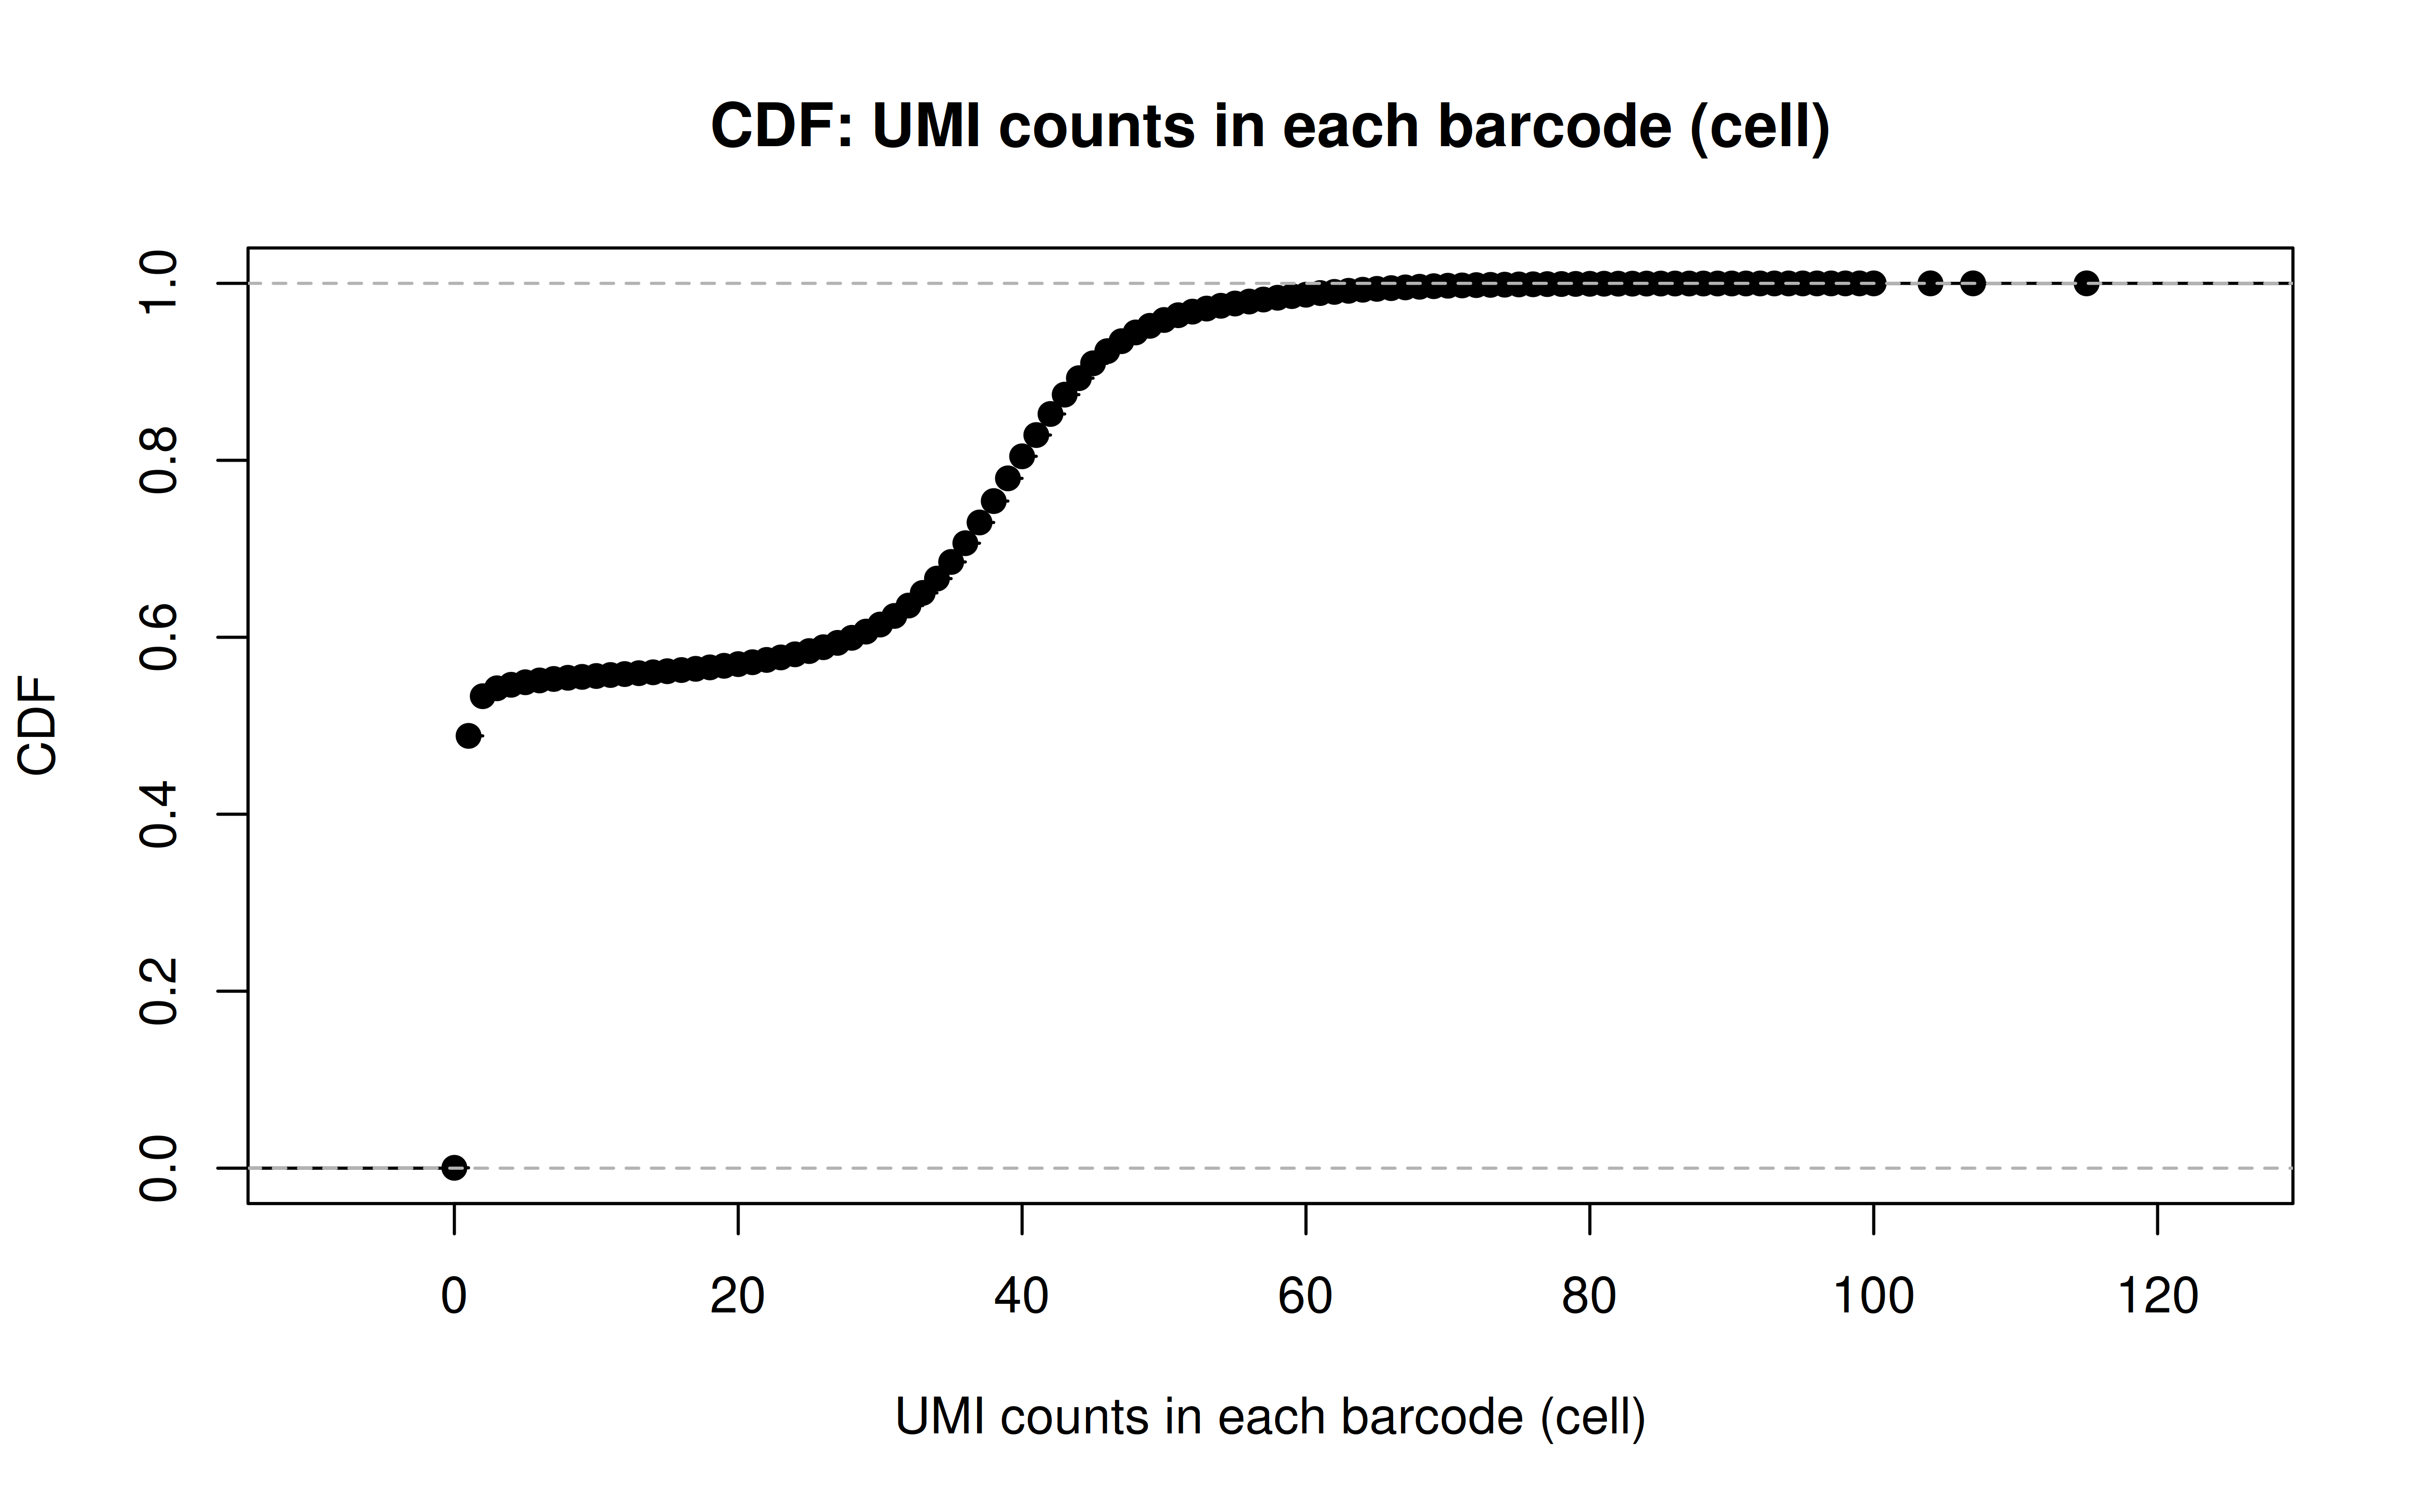 CDF: UMI counts in each barcode (cell)
1.0
0.8
0.6
0.4
0.2
0.0
CDF
0 20 40 60 80 100 120
UMI counts in each barcode (cell)